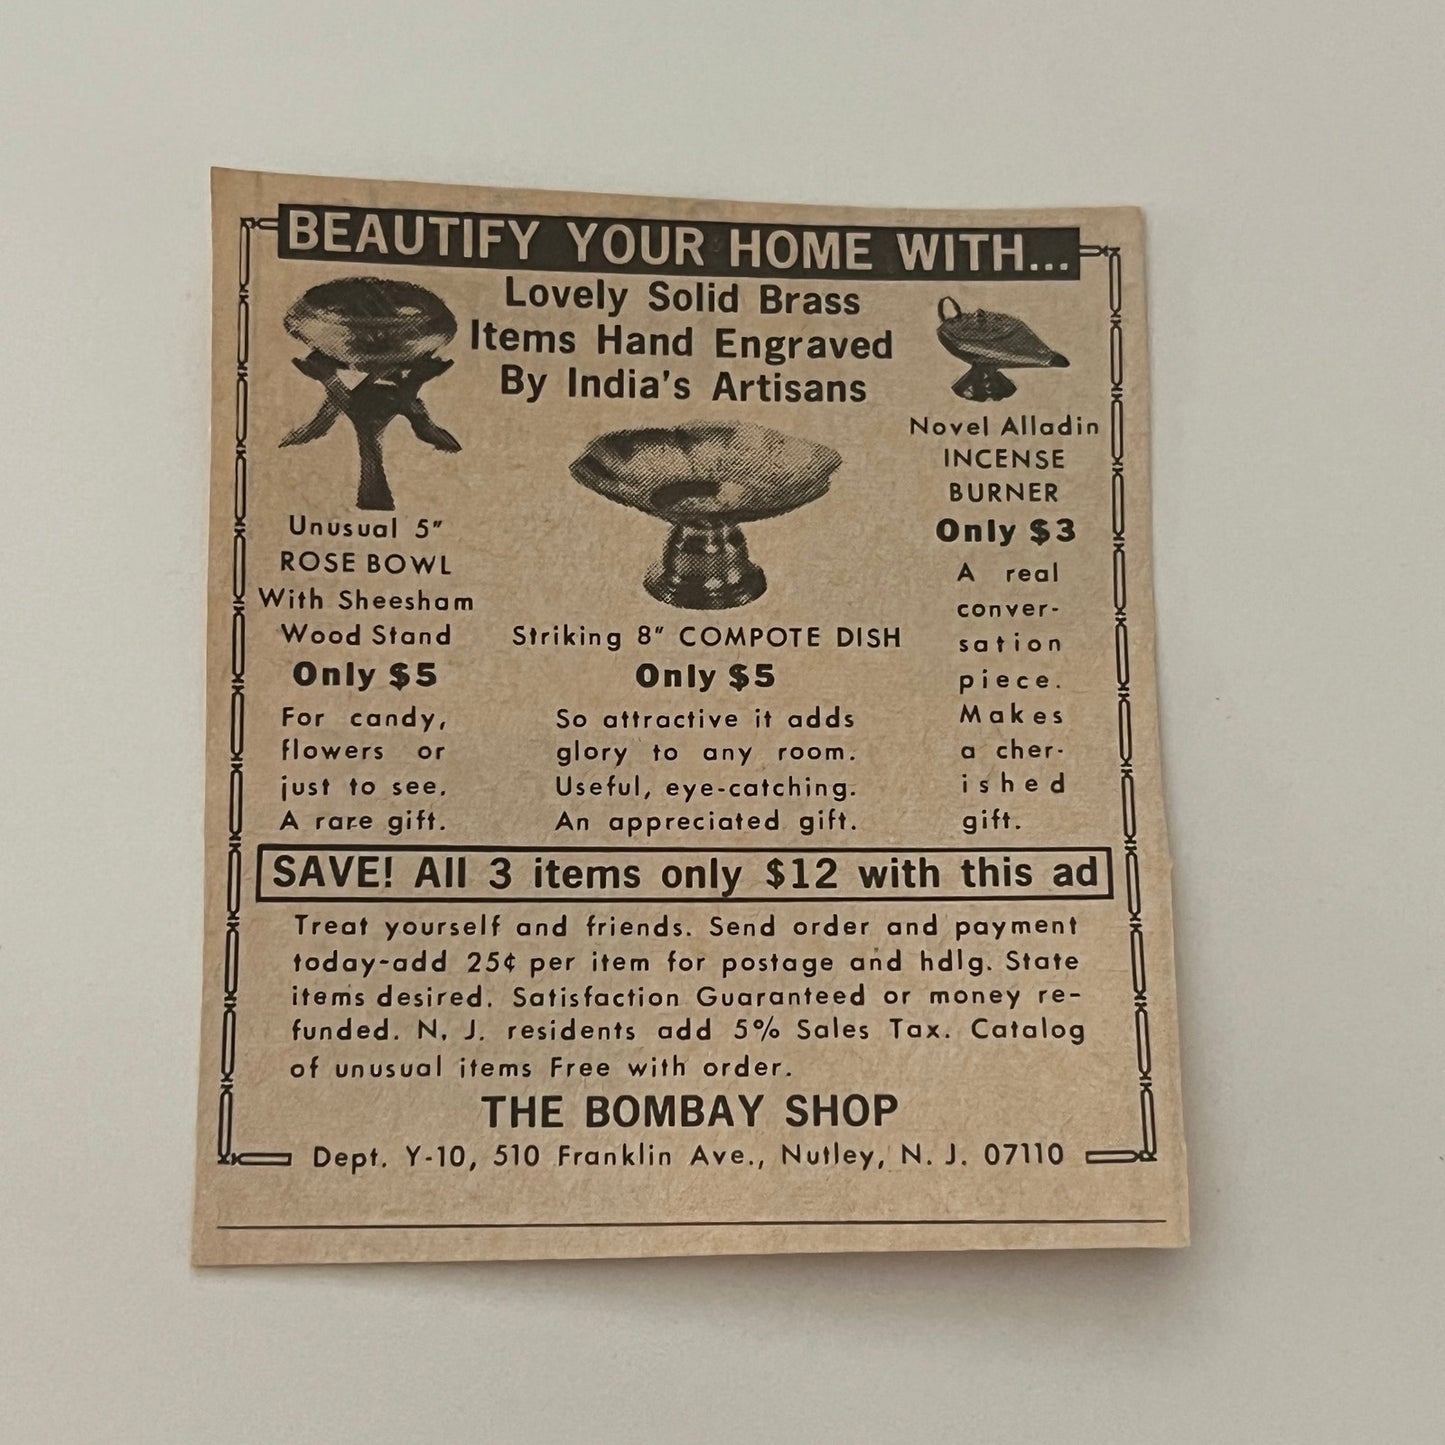 BEAUTIFY YOUR HOME WITH...
Lovely Solid Brass
Items Hand Engraved
By India's Artisans
Unusual 5"
ROSE BOWL
With Sheesham
Wood Stand
Only $5
For candy,
flowers or
just to see.
A rare gift.
Striking 8" COMPOTE DISH
Only $5
So attractive it adds
glory to any room.
Useful, eye-catching.
An appreciated gift.
Novel Alladin
INCENSE
BURNER
Only $3
A real
conver-
sation
piece.
Makes
a cher-
ished
gift.
SAVE! All 3 items only $12 with this ad
Treat yourself and friends. Send order and payment
today-add 25¢ per item for postage and hdlg. State
items desired. Satisfaction Guaranteed or money re-
funded. N. J. residents add 5% Sales Tax. Catalog
of unusual items Free with order.
THE BOMBAY SHOP
Dept. Y-10, 510 Franklin Ave., Nutley, N. J. 07110